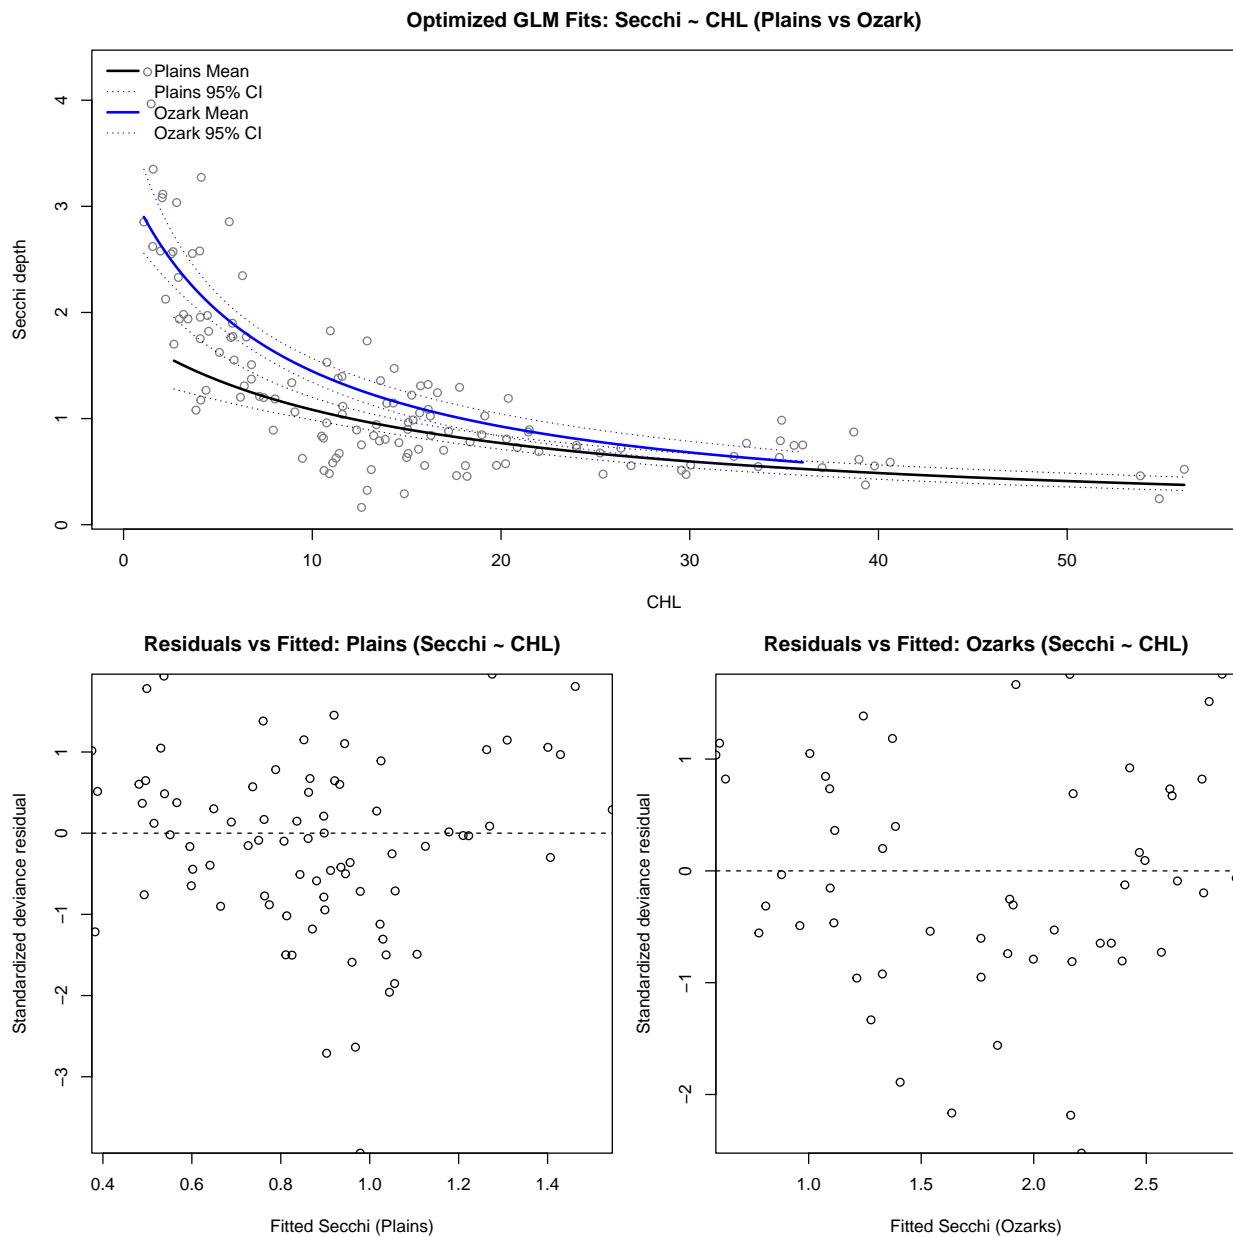 Optimized GLM Fits: Secchi ~ CHL (Plains vs Ozark)
Plains Mean
Plains 95% CI
Ozark Mean
Ozark 95% CI
Secchi depth
4
3
2
1
0
0 10 20 30 40 50
CHL
Residuals vs Fitted: Plains (Secchi ~ CHL)
Standardized deviance residual
1
0
−1
−2
−3
0.4 0.6 0.8 1.0 1.2 1.4
Fitted Secchi (Plains)
Residuals vs Fitted: Ozarks (Secchi ~ CHL)
Standardized deviance residual
1
0
−1
−2
1.0 1.5 2.0 2.5
Fitted Secchi (Ozarks)